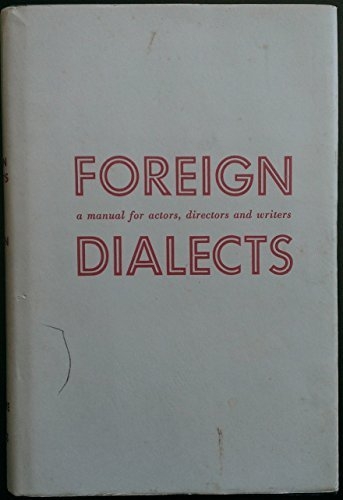 FOREIGN
a manual for actors, directors and writers
DIALECTS